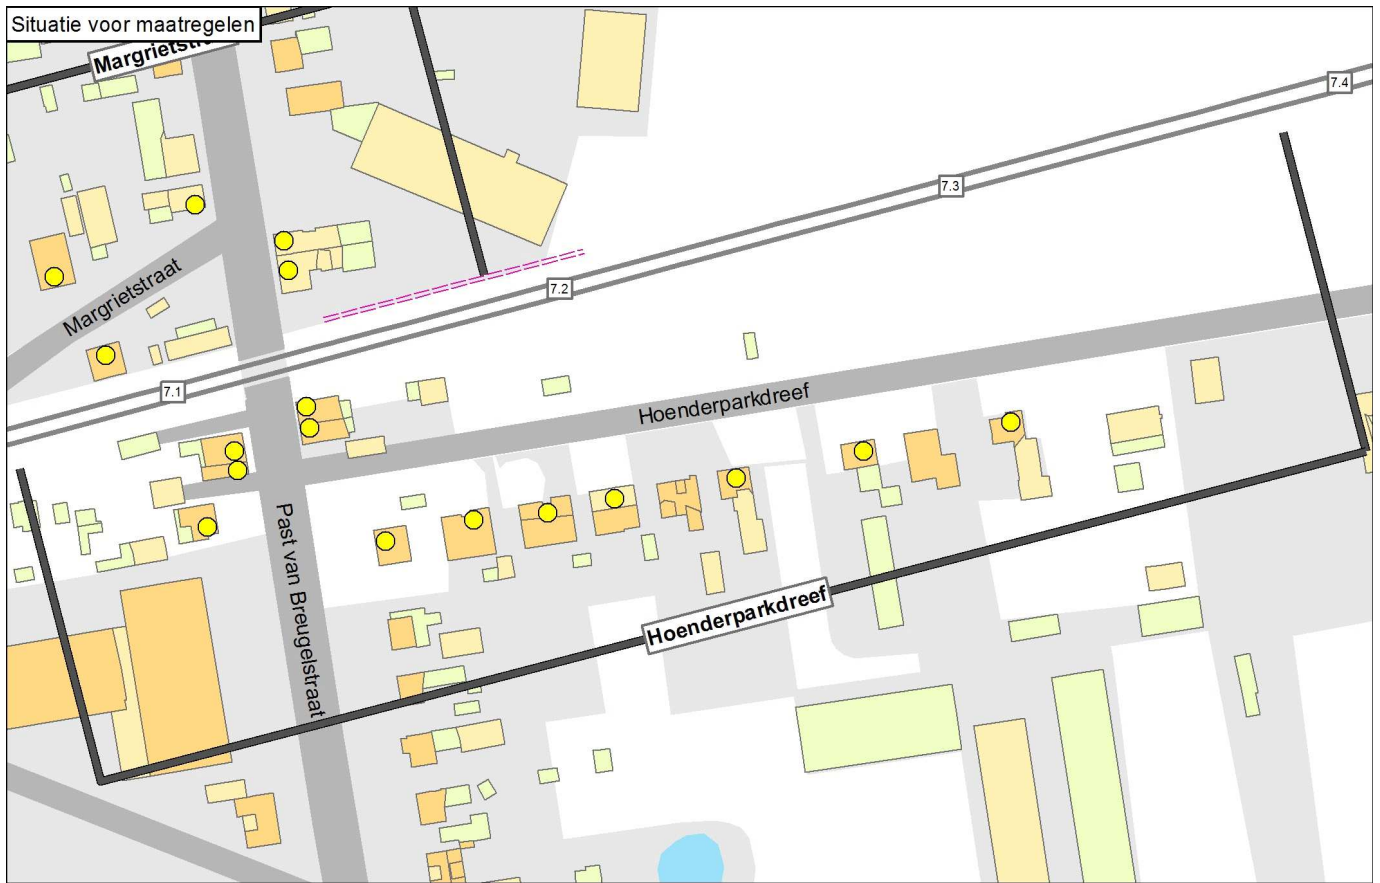 Situatie voor maatregelen
Margrietstr
7.4
7.3
7.2
Margrietstraat
7.1
Hoenderparkdreef
Past van Breugelstraat
Hoenderparkdreef